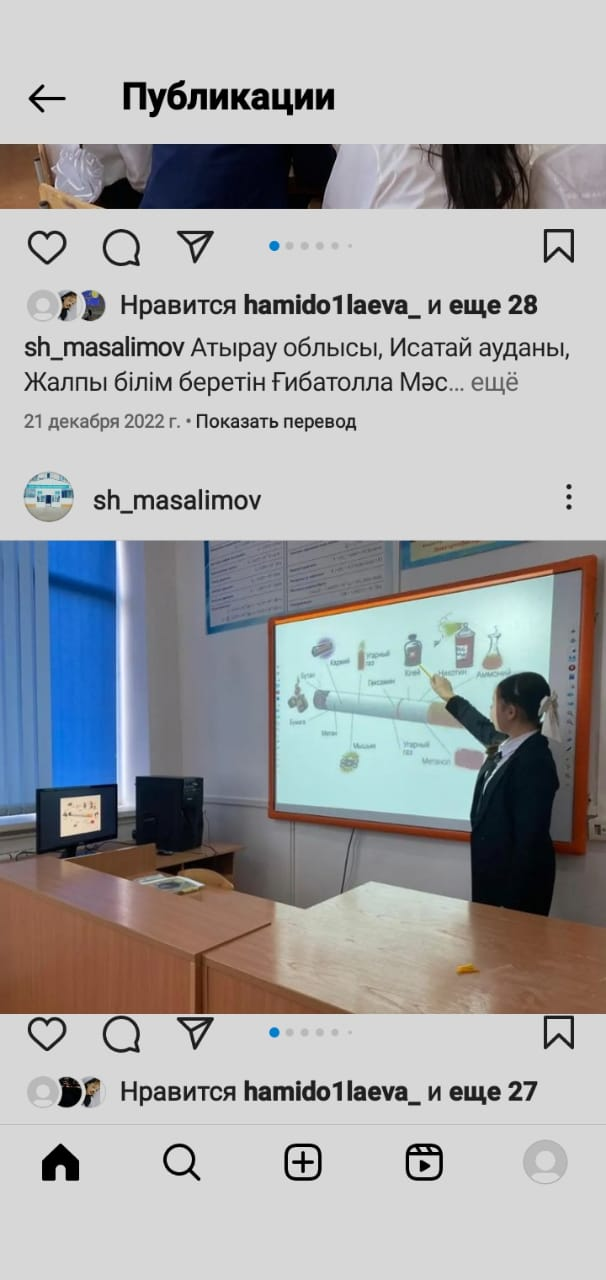 Публикации
Нравится hamido1laeva_ и еще 28
sh_masalimov Атырау облысы, Исатай ауданы,
Жалпы білім беретін Ғибатолла Мәс... ещё
21 декабря 2022 г. • Показать перевод
sh_masalimov
Кадмий
Угарный
газ
Клей
Никотин
Аммоний
Бутан
Гексамин
Бумага
Метан
Мышьяк
Угарный
газ
Метанол
Нравится hamido1laeva_ и еще 27